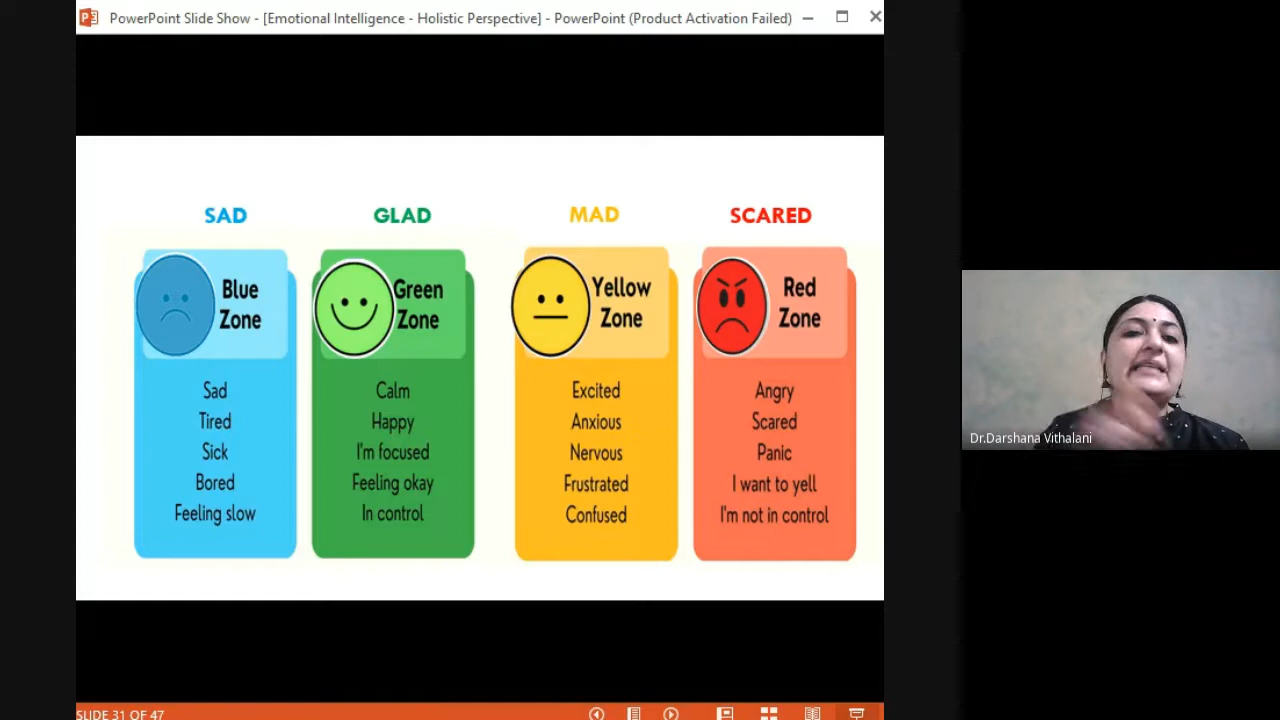 PowerPoint Slide Show - [Emotional Intelligence - Holistic Perspective] - PowerPoint (Product Activation Failed)
SAD
GLAD
MAD
SCARED
Blue
Zone
Green
Zone
Yellow
Zone
Red
Zone
Sad
Tired
Sick
Bored
Feeling slow
Calm
Happy
I'm focused
Feeling okay
In control
Excited
Anxious
Nervous
Frustrated
Confused
Angry
Scared
Panic
I want to yell
I'm not in control
Dr.Darshana Vithalani
SLIDE 31 OF 47